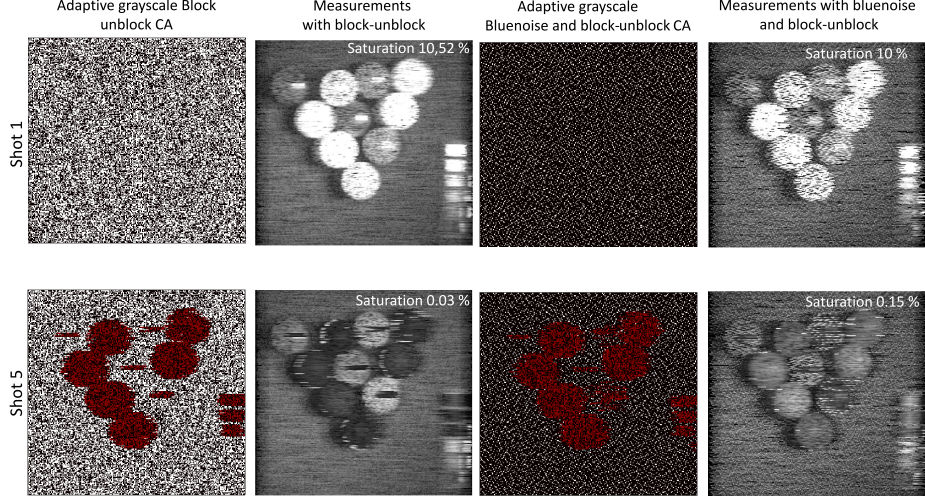 Adaptive grayscale Block
unblock CA
Measurements
with block-unblock
Adaptive grayscale
Bluenoise and block-unblock CA
Measurements with bluenoise
and block-unblock
Shot 1
Saturation 10,52 %
Saturation 10 %
Shot 5
Saturation 0.03 %
Saturation 0.15 %